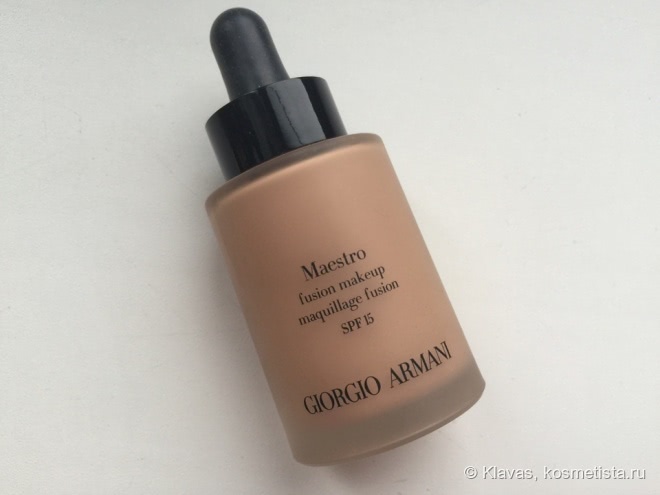 Maestro
fusion makeup
maquillage fusion
SPF 15
GIORGIO ARMANI
© Klavas, kosmetista.ru